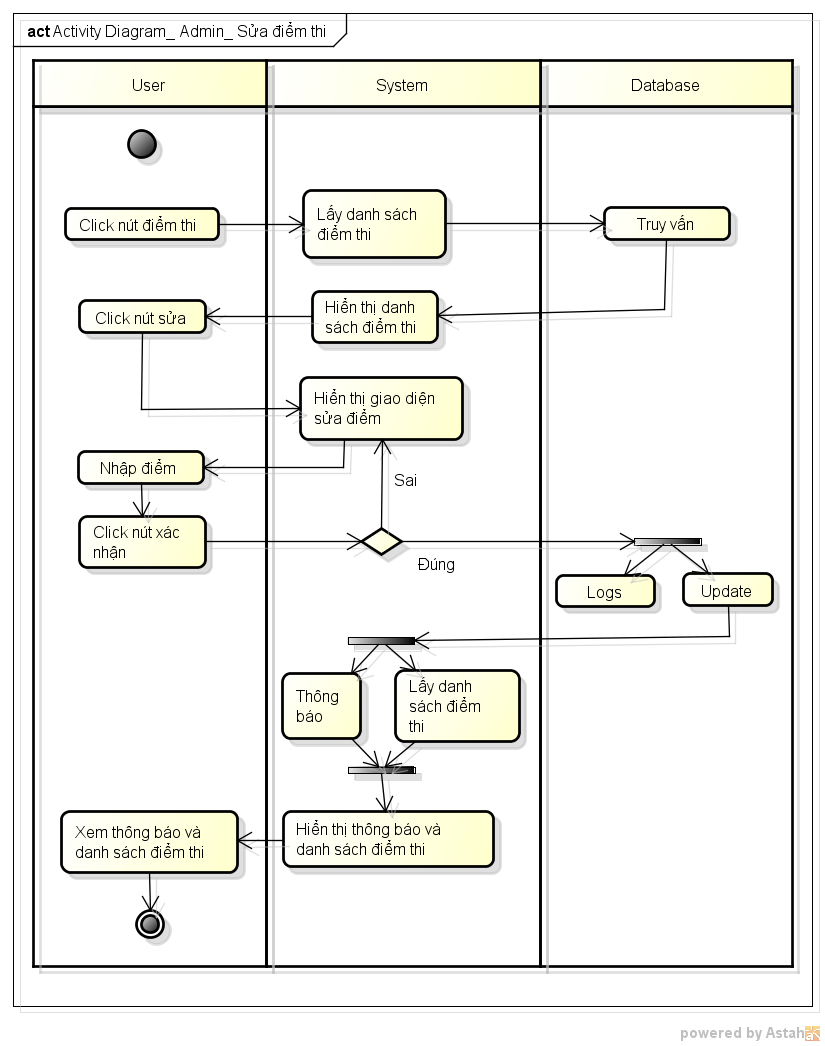 act Activity Diagram_ Admin_ Sửa điểm thi
User
System
Database
Click nút điểm thi
Lấy danh sách
điểm thi
Truy vấn
Click nút sửa
Hiển thị danh
sách điểm thi
Hiển thị giao diện
sửa điểm
Nhập điểm
Sai
Click nút xác
nhận
Đúng
Logs
Update
Thông
báo
Lấy danh
sách điểm
thi
Xem thông báo và
danh sách điểm thi
Hiển thị thông báo và
danh sách điểm thi
powered by Astah